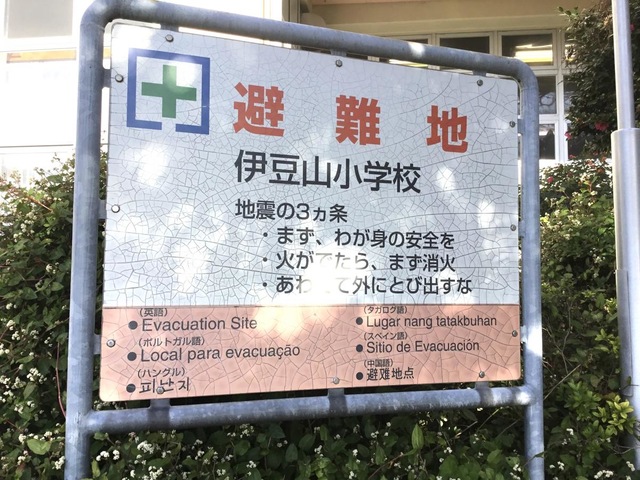 避難地
伊豆山小学校
地震の3ヵ条
・まず、わが身の安全を
・火がでたら、まず消火
・あわてて外にとび出すな
(英語)
● Evacuation Site
(ポルトガル語)
● Local para evacuação
(ハングル)
● 피난지
(タガログ語)
● Lugar nang tatakbuhan
(スペイン語)
● Sitio de Evacuación
(中国語)
● 避难地点